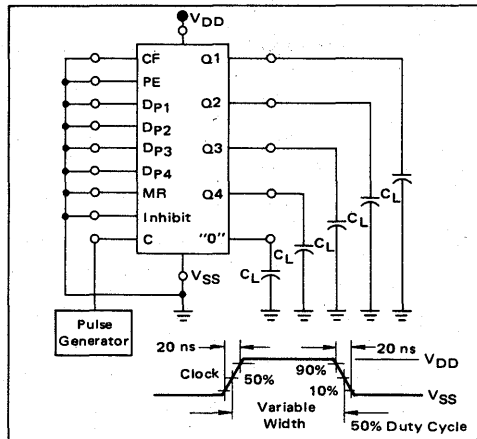 VDD
CF Q1
PE
DP1 Q2
DP2
DP3 Q3
DP4
MR Q4
Inhibit
C "0"
CL CL CL CL CL
VSS
Pulse
Generator
20 ns 20 ns
VDD
Clock 50% 90%
10%
VSS
Variable
Width
50% Duty Cycle